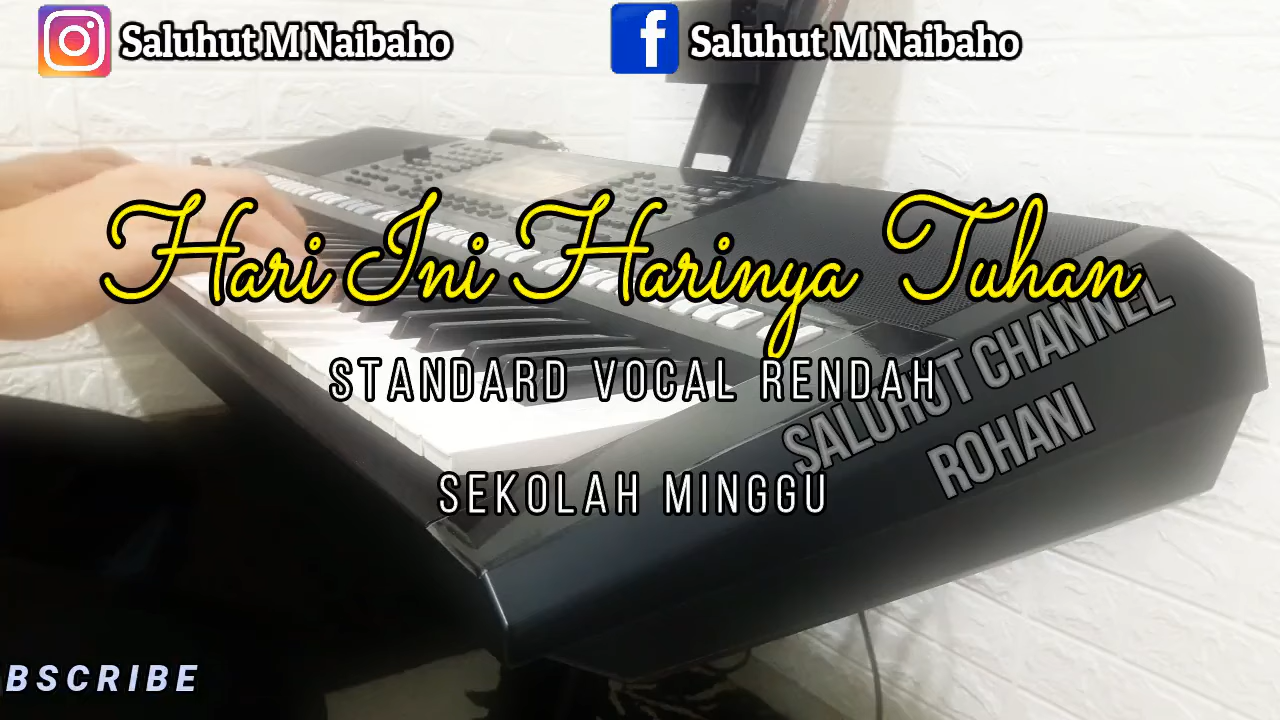 Saluhut M Naibaho
Saluhut M Naibaho
Hari Ini Harinya Tuhan
STANDARD VOCAL RENDAH
SALUHUT CHANNEL
ROHANI
SEKOLAH MINGGU
BSCRIBE